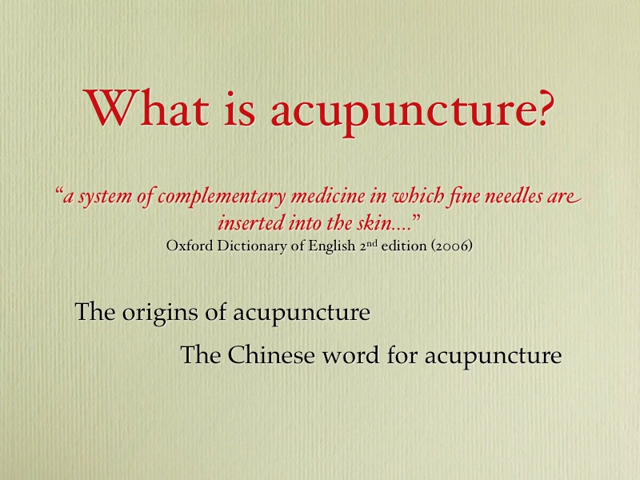 What is acupuncture?
“a system of complementary medicine in which fine needles are
inserted into the skin....”
Oxford Dictionary of English 2nd edition (2006)
The origins of acupuncture
The Chinese word for acupuncture